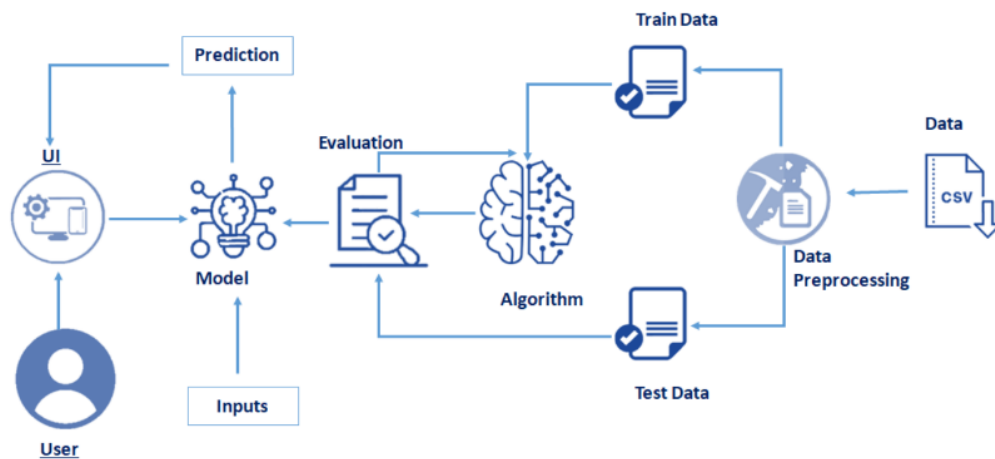 Train Data
Prediction
Data
Evaluation
UI
CSV
Model
Data
Preprocessing
Algorithm
Inputs
Test Data
User